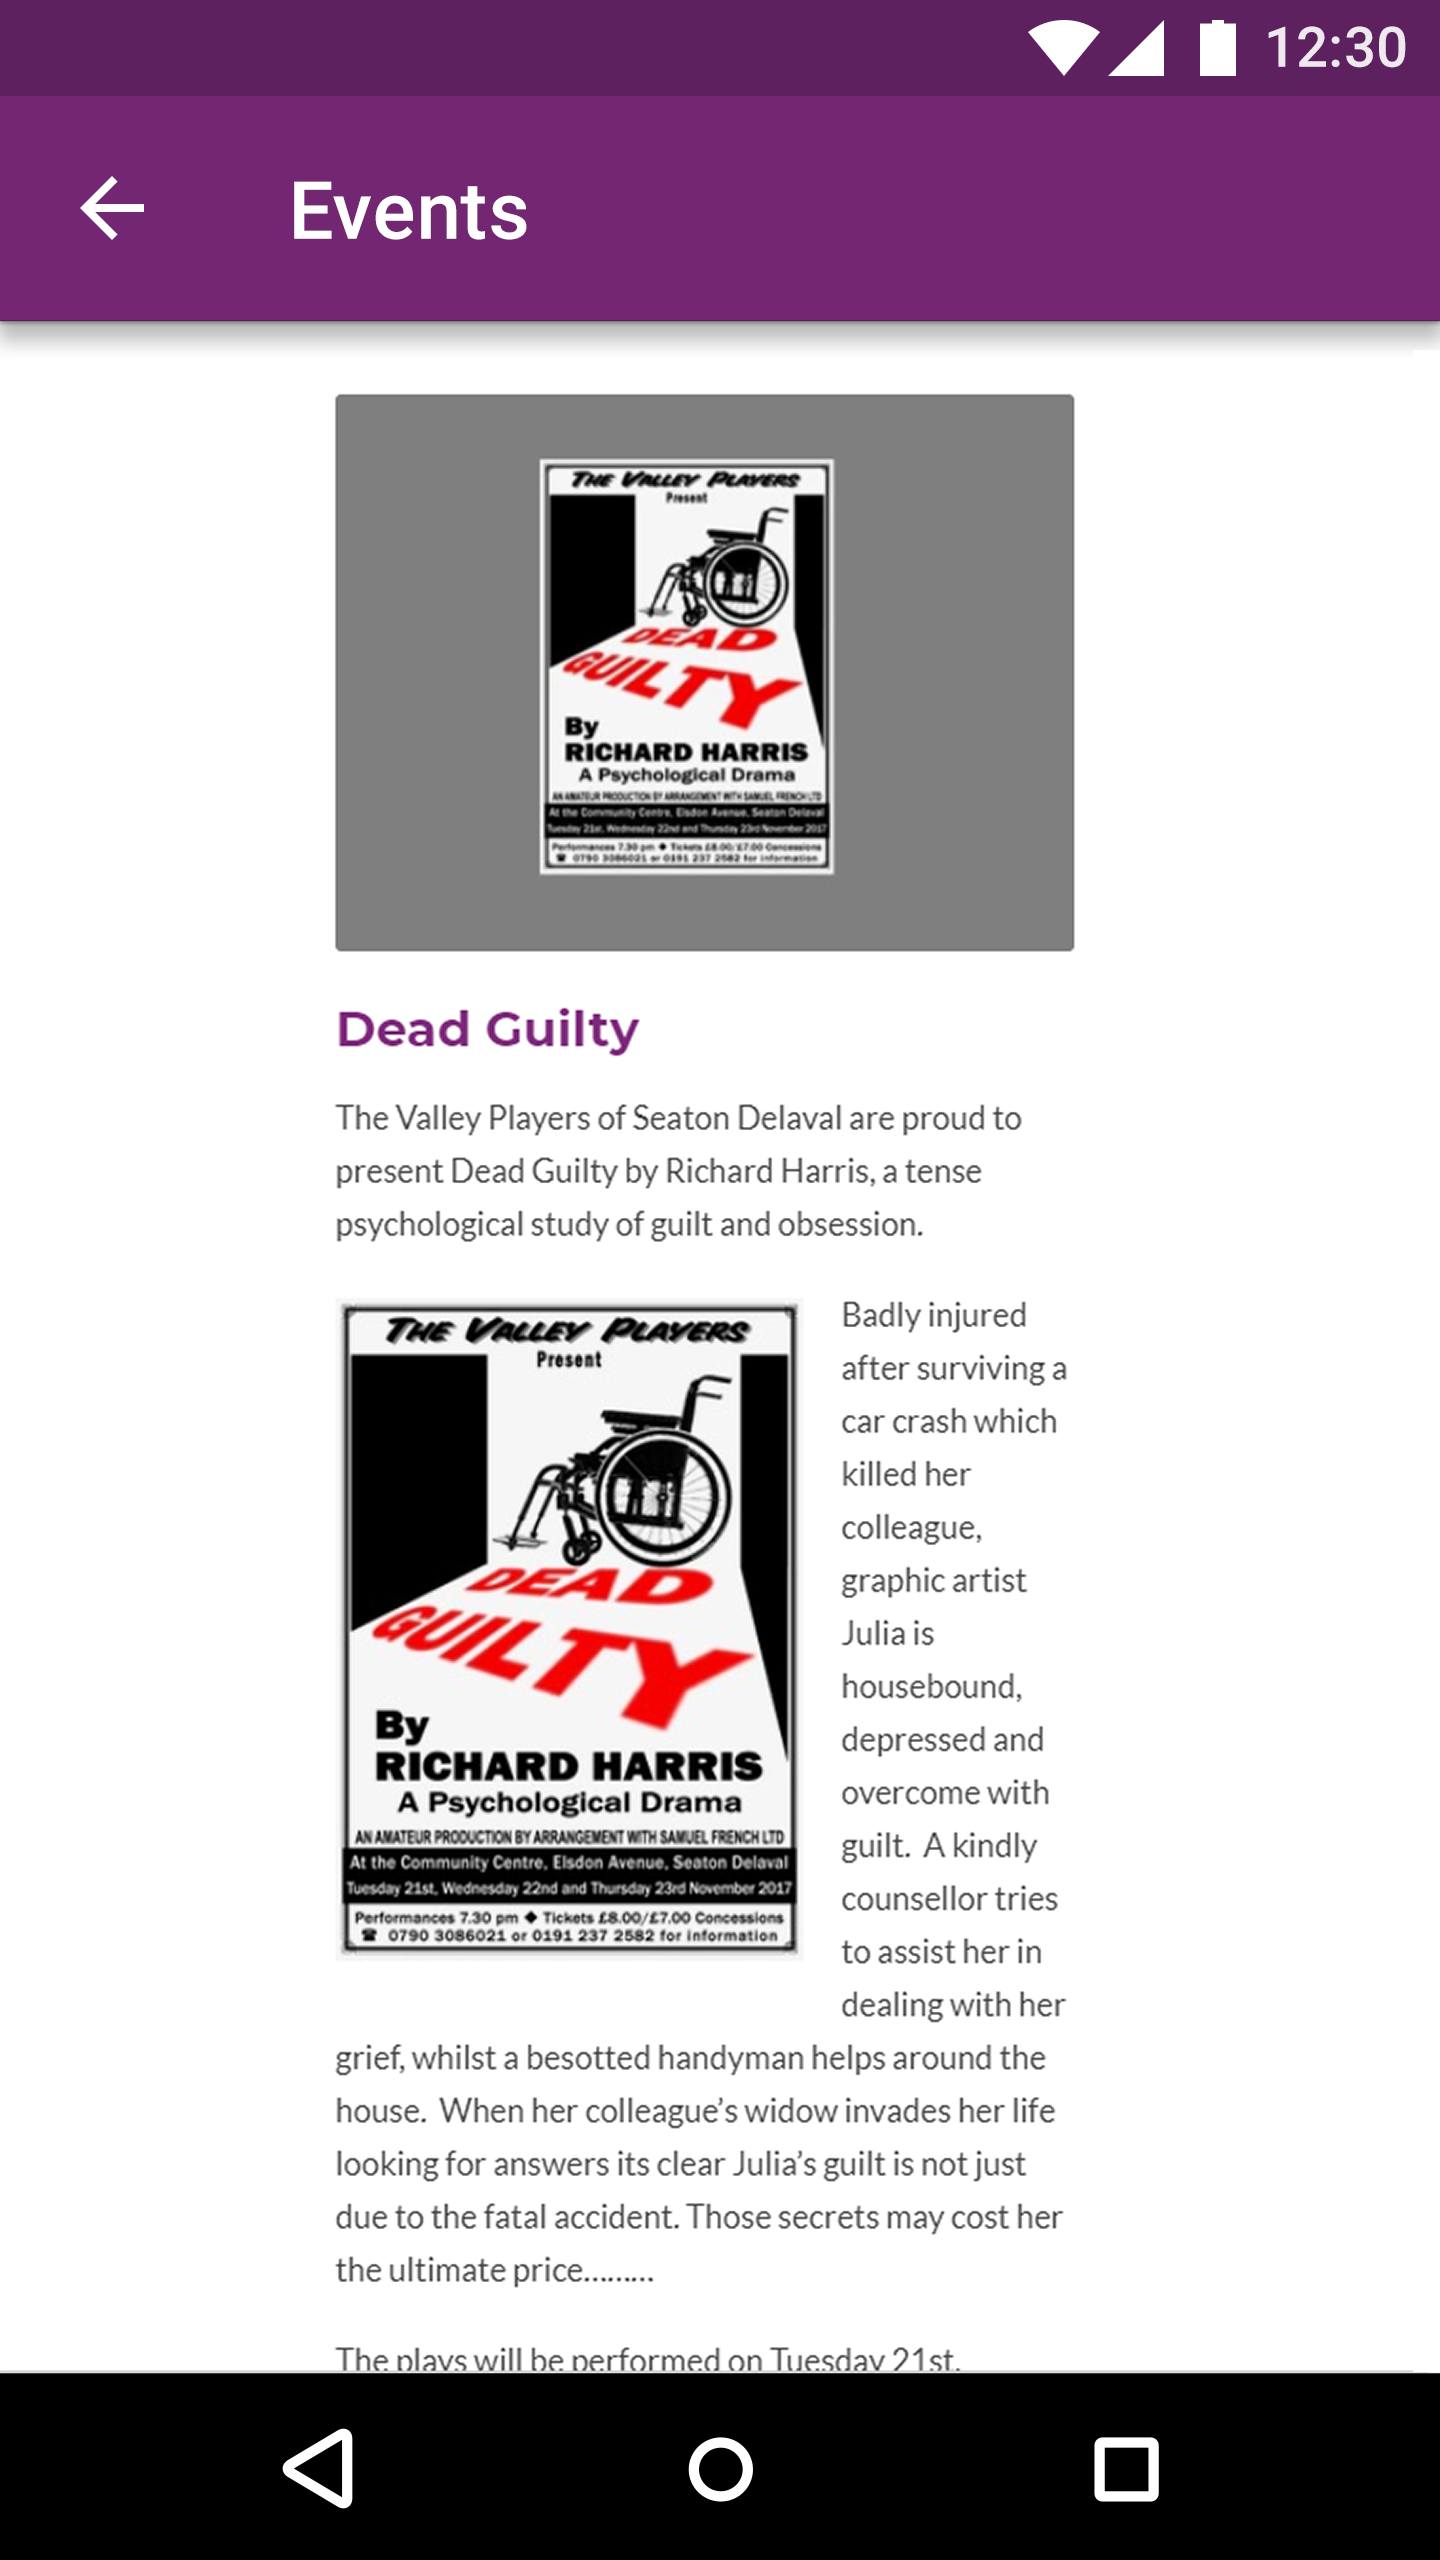 12:30
Events
THE VALLEY PLAYERS
Present
DEAD
GUILTY
By
RICHARD HARRIS
A Psychological Drama
AN AMATEUR PRODUCTION BY ARRANGEMENT WITH SAMUEL FRENCH LTD
At the Community Centre, Elsdon Avenue, Seaton Delaval
Tuesday 21st, Wednesday 22nd and Thursday 23rd November 2017
Performances 7.30 pm ◆ Tickets £8.00/£7.00 Concessions
☎ 0790 3086021 or 0191 237 2582 for information
Dead Guilty
The Valley Players of Seaton Delaval are proud to
present Dead Guilty by Richard Harris, a tense
psychological study of guilt and obsession.
THE VALLEY PLAYERS
Present
DEAD
GUILTY
By
RICHARD HARRIS
A Psychological Drama
AN AMATEUR PRODUCTION BY ARRANGEMENT WITH SAMUEL FRENCH LTD
At the Community Centre, Elsdon Avenue, Seaton Delaval
Tuesday 21st, Wednesday 22nd and Thursday 23rd November 2017
Performances 7.30 pm ◆ Tickets £8.00/£7.00 Concessions
☎ 0790 3086021 or 0191 237 2582 for information
Badly injured
after surviving a
car crash which
killed her
colleague,
graphic artist
Julia is
housebound,
depressed and
overcome with
guilt.  A kindly
counsellor tries
to assist her in
dealing with her
grief, whilst a besotted handyman helps around the
house.  When her colleague’s widow invades her life
looking for answers its clear Julia’s guilt is not just
due to the fatal accident. Those secrets may cost her
the ultimate price………
The plays will be performed on Tuesday 21st,